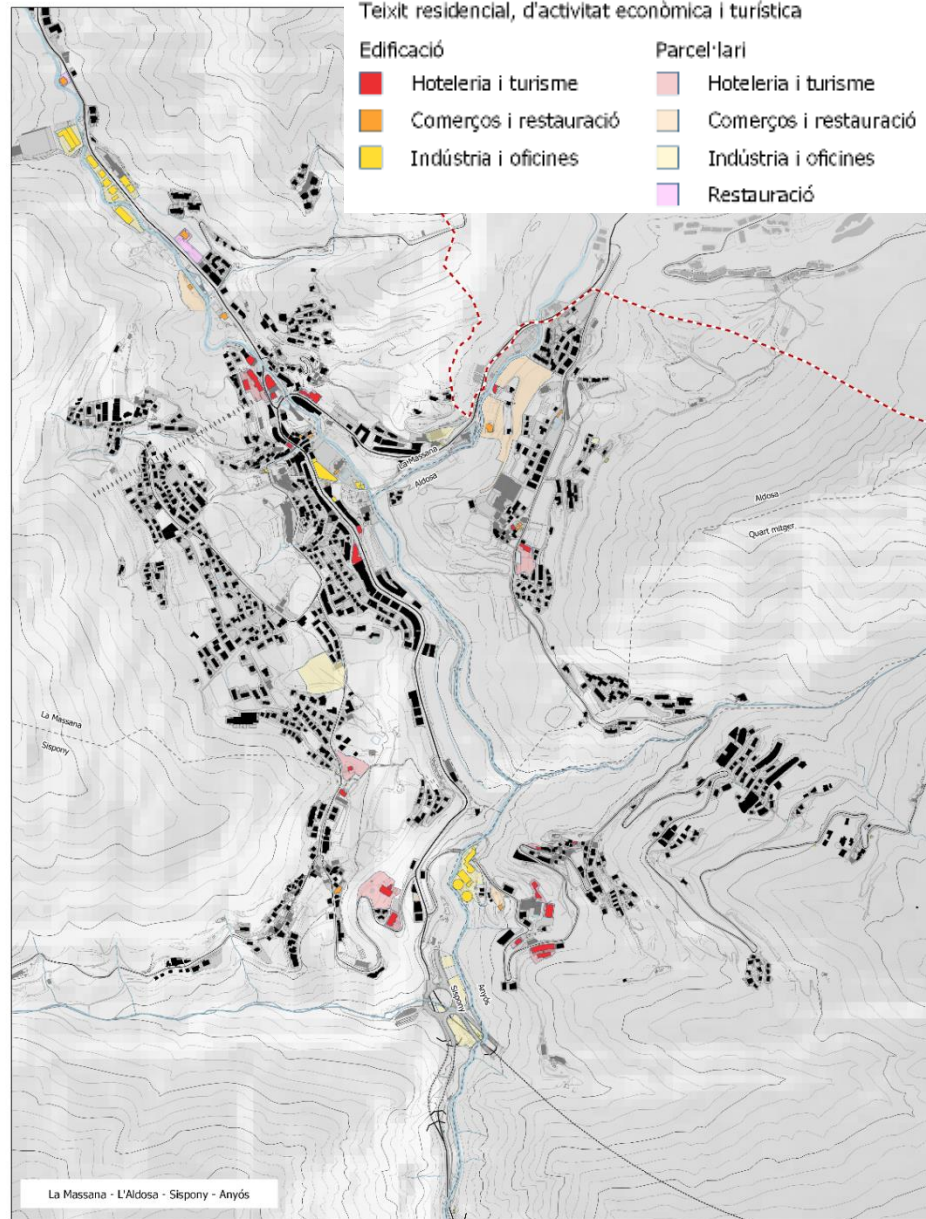 Teixit residencial, d'activitat econòmica i turística
Edificació
Hoteleria i turisme
Comerços i restauració
Indústria i oficines
Parcel·lari
Hoteleria i turisme
Comerços i restauració
Indústria i oficines
Restauració
La Massana
Aldosa
Aldosa
Quart mitger
La Massana
Sispony
Sispony
Anyós
La Massana - L'Aldosa - Sispony - Anyós